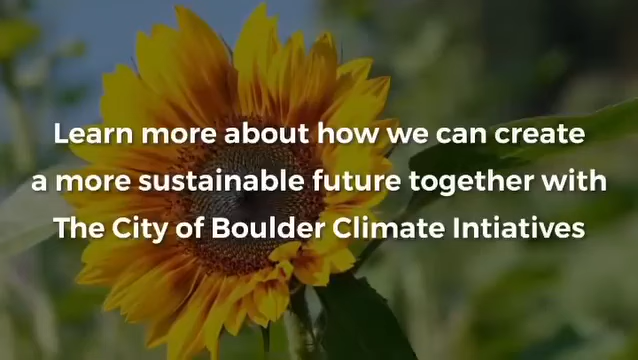 Learn more about how we can create
a more sustainable future together with
The City of Boulder Climate Intiatives